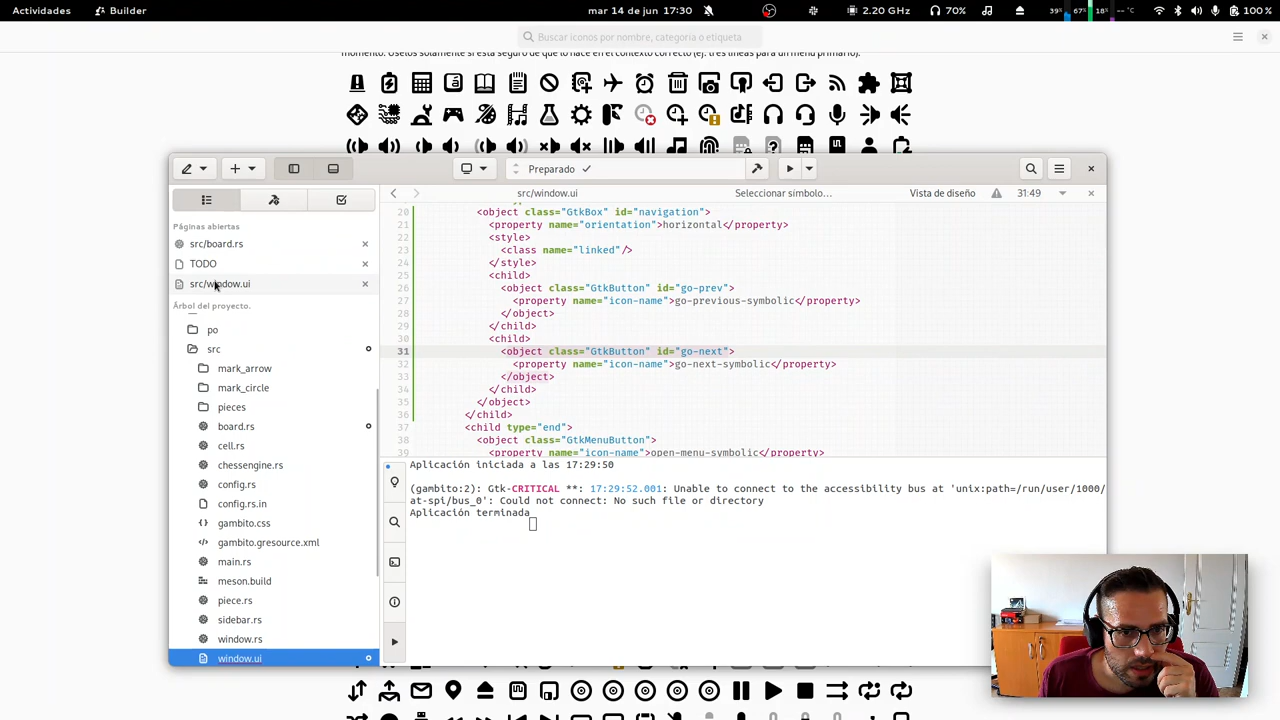 Actividades
Builder
mar 14 de jun 17:30
2.20 GHz
70%
39%
67%
18%
--°C
100 %
Buscar iconos por nombre, categoría o etiqueta
momento. Úselos solamente si está seguro de que lo hace en el contexto correcto (ej. tres líneas para un menú primario).
Preparado
src/window.ui
Seleccionar símbolo...
Vista de diseño
31:49
Páginas abiertas
src/board.rs
TODO
src/window.ui
Árbol del proyecto.
po
src
mark_arrow
mark_circle
pieces
board.rs
cell.rs
chessengine.rs
config.rs
config.rs.in
gambito.css
gambito.gresource.xml
main.rs
meson.build
piece.rs
sidebar.rs
window.rs
window.ui
20 <object class="GtkBox" id="navigation">
21 <property name="orientation">horizontal</property>
22 <style>
23 <class name="linked"/>
24 </style>
25 <child>
26 <object class="GtkButton" id="go-prev">
27 <property name="icon-name">go-previous-symbolic</property>
28 </object>
29 </child>
30 <child>
31 <object class="GtkButton" id="go-next">
32 <property name="icon-name">go-next-symbolic</property>
33 </object>
34 </child>
35 </object>
36 </child>
37 <child type="end">
38 <object class="GtkMenuButton">
39 <property name="icon-name">open-menu-symbolic</property>
Aplicación iniciada a las 17:29:50
(gambito:2): Gtk-CRITICAL **: 17:29:52.001: Unable to connect to the accessibility bus at 'unix:path=/run/user/1000/
at-spi/bus_0': Could not connect: No such file or directory
Aplicación terminada